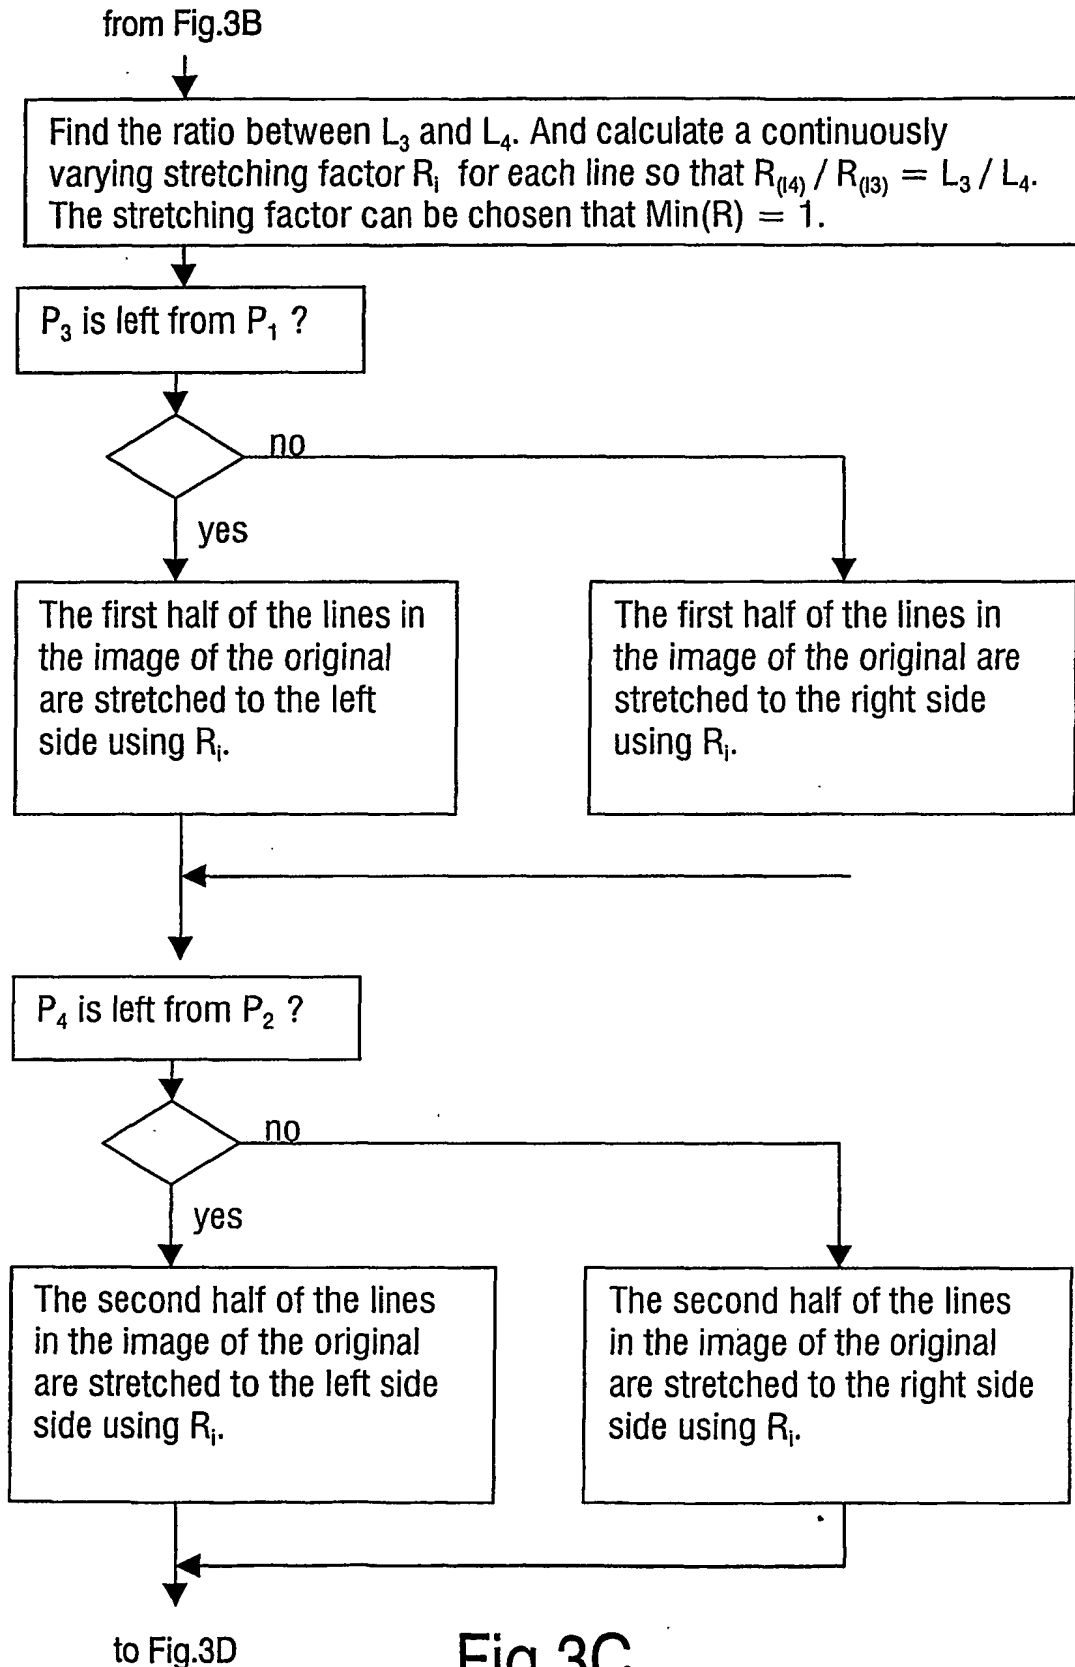 from Fig.3B
Find the ratio between L₃ and L₄. And calculate a continuously
varying stretching factor Rᵢ for each line so that R₍ₗ₄₎ / R₍ₗ₃₎ = L₃ / L₄.
The stretching factor can be chosen that Min(R) = 1.
P₃ is left from P₁ ?
no
yes
The first half of the lines in
the image of the original
are stretched to the left
side using Rᵢ.
The first half of the lines in
the image of the original are
stretched to the right side
using Rᵢ.
P₄ is left from P₂ ?
no
yes
The second half of the lines
in the image of the original
are stretched to the left side
side using Rᵢ.
The second half of the lines
in the image of the original
are stretched to the right side
side using Rᵢ.
to Fig.3D
Fig.3C